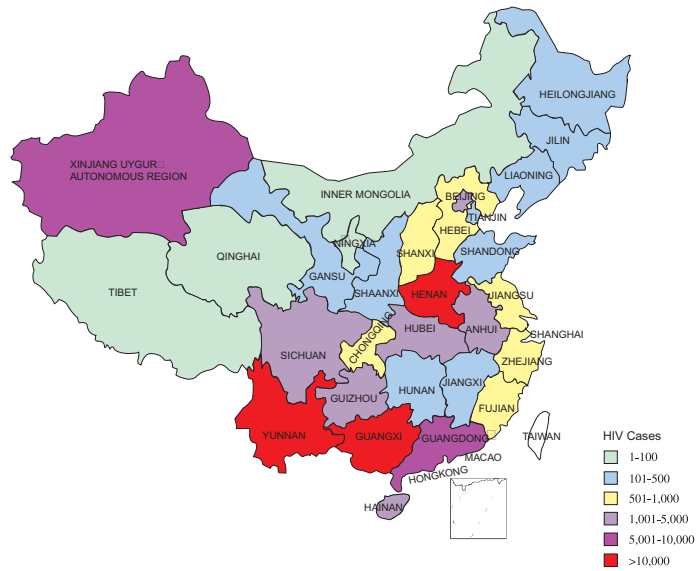 HEILONGJIANG
JILIN
XINJIANG UYGUR
AUTONOMOUS REGION
LIAONING
INNER MONGOLIA
BEIJING
TIANJIN
HEBEI
NINGXIA
QINGHAI
SHANXI
SHANDONG
GANSU
TIBET
SHAANXI
HENAN
JIANGSU
CHONGQING
HUBEI
ANHUI
SHANGHAI
SICHUAN
ZHEJIANG
HUNAN
JIANGXI
GUIZHOU
FUJIAN
YUNNAN
GUANGXI
GUANGDONG
TAIWAN
MACAO
HONGKONG
HAINAN
HIV Cases
1-100
101-500
501-1,000
1,001-5,000
5,001-10,000
>10,000